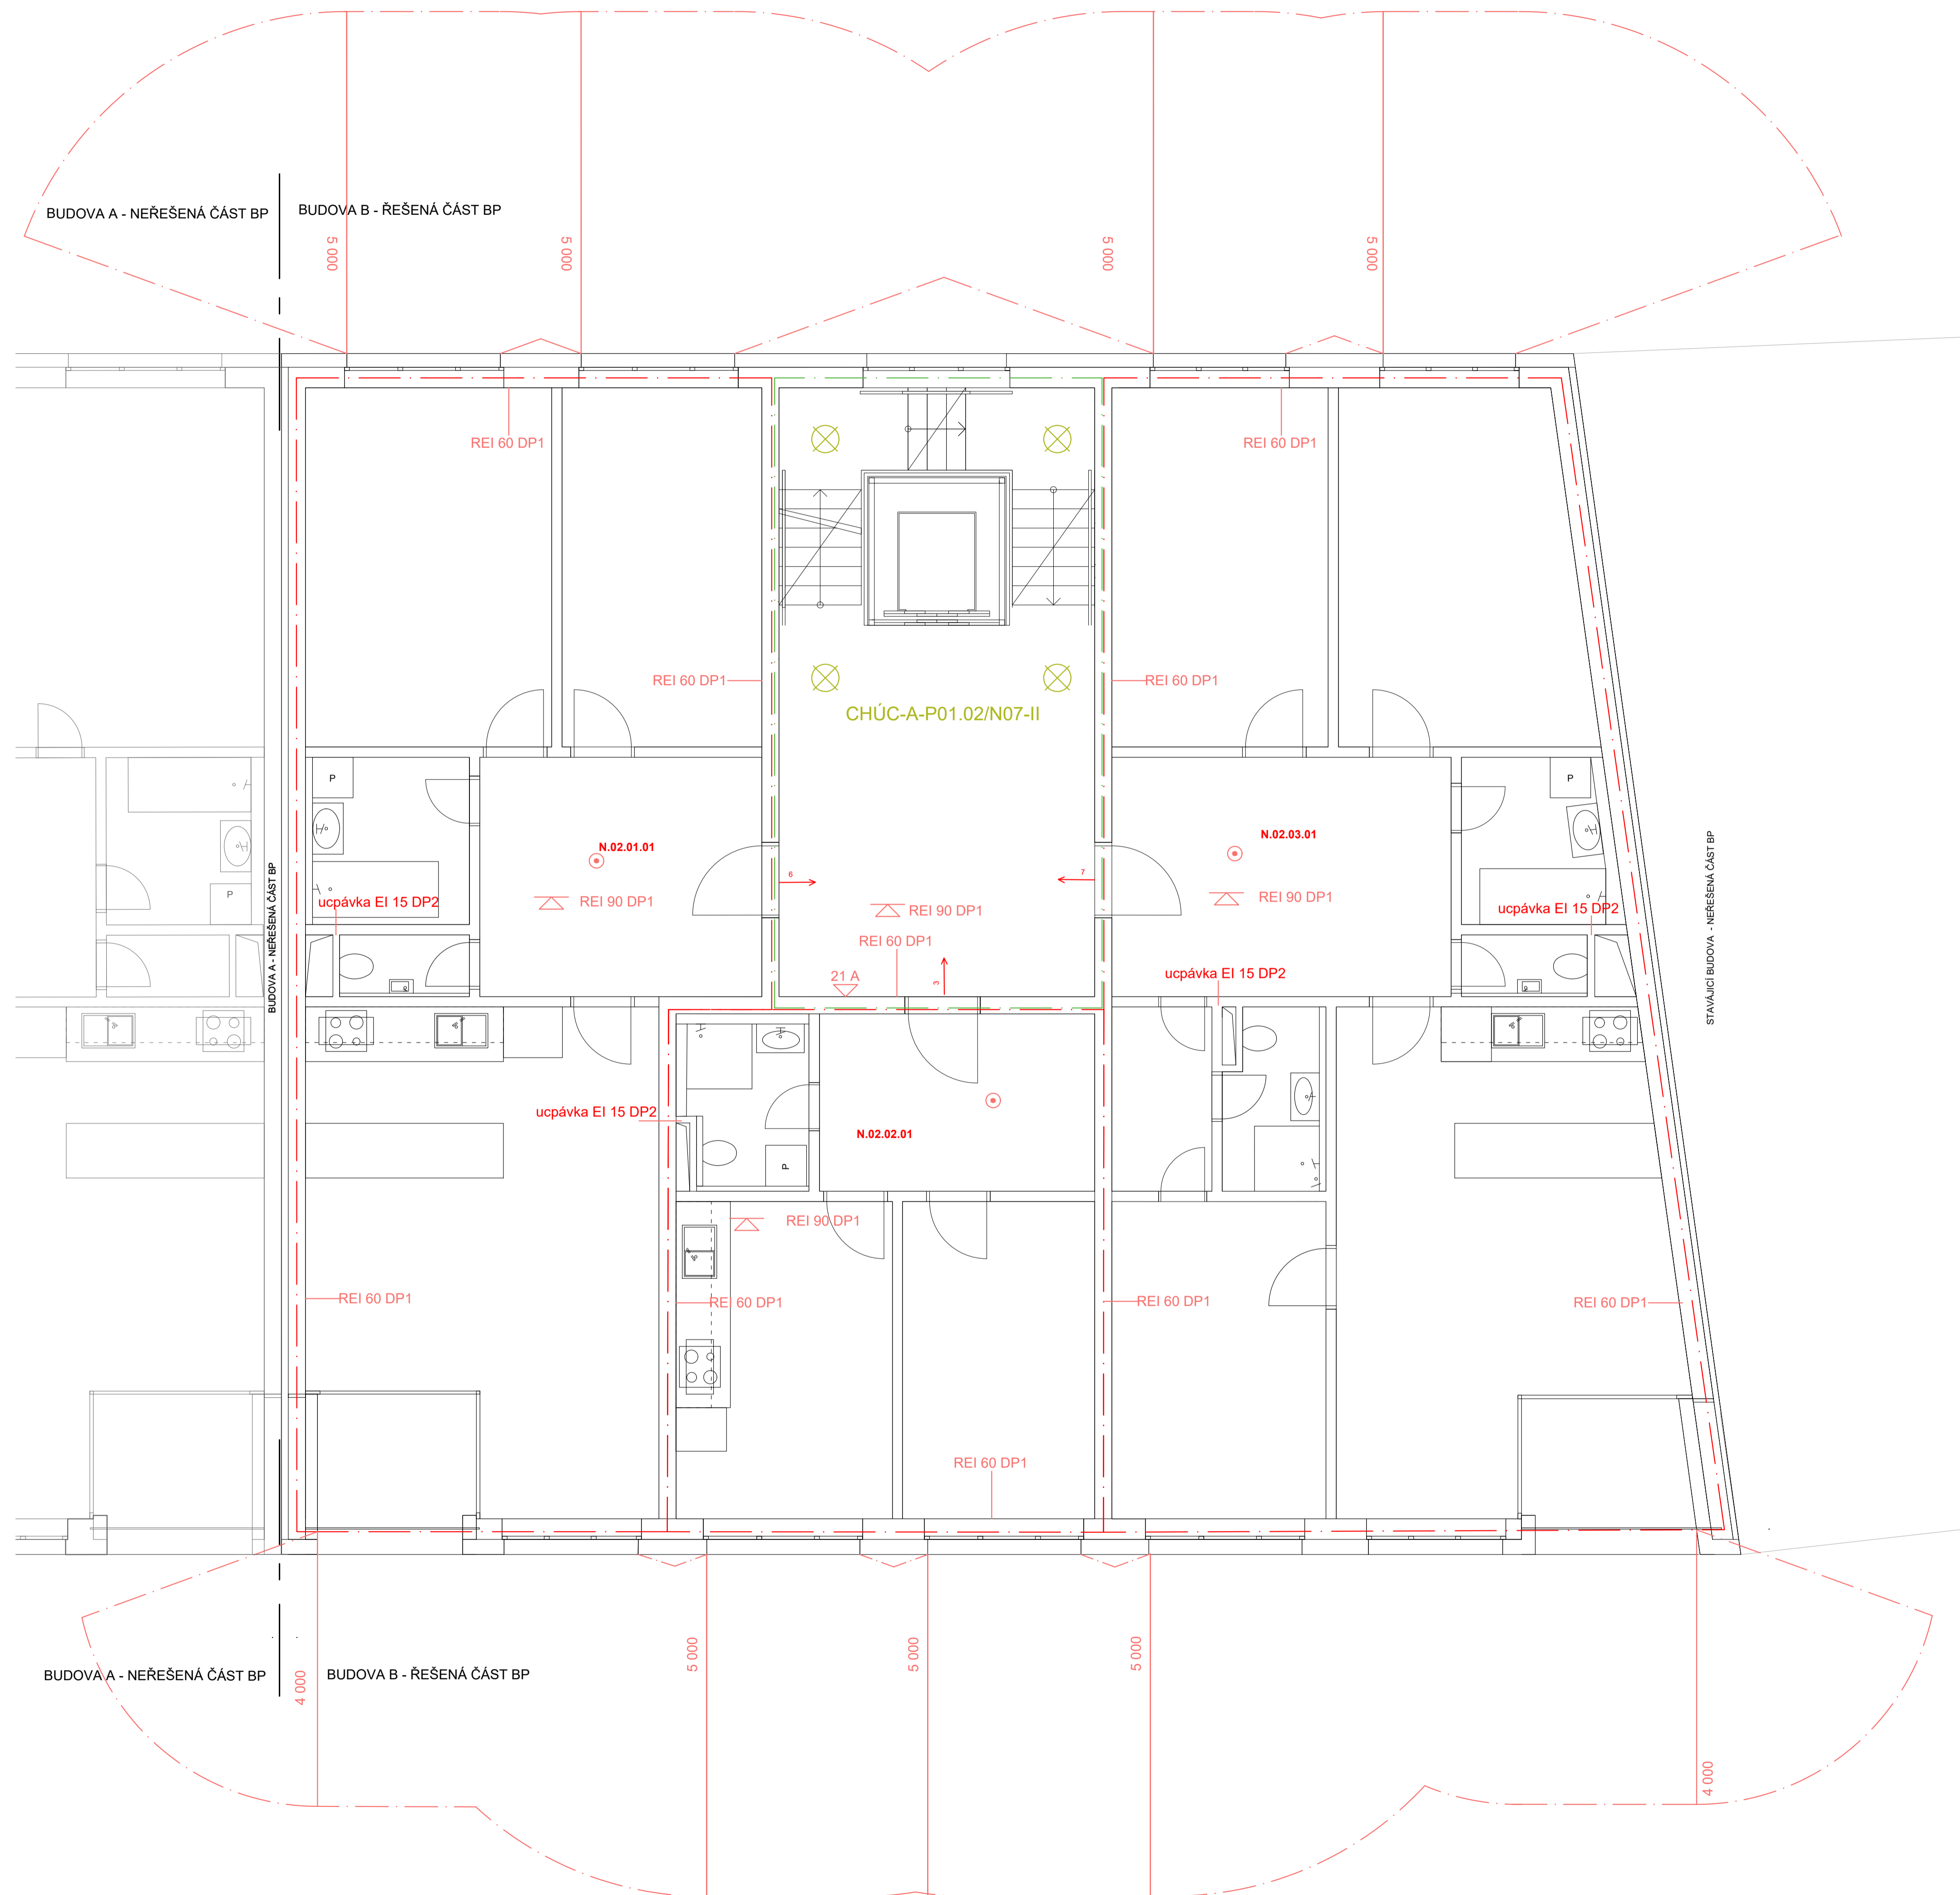 BUDOVA A - NEŘEŠENÁ ČÁST BP
BUDOVA B - ŘEŠENÁ ČÁST BP
5 000
5 000
5 000
5 000
REI 60 DP1
REI 60 DP1
REI 60 DP1
REI 60 DP1
CHÚC-A-P01.02/N07-II
P
P
N.02.01.01
N.02.03.01
6
7
P
ucpávka EI 15 DP2
REI 90 DP1
REI 90 DP1
REI 90 DP1
ucpávka EI 15 DP2
BUDOVA A - NEŘEŠENÁ ČÁST BP
STAVÁJICÍ BUDOVA - NEŘEŠENÁ ČÁST BP
REI 60 DP1
21 A
3
ucpávka EI 15 DP2
ucpávka EI 15 DP2
N.02.02.01
P
REI 90 DP1
REI 60 DP1
REI 60 DP1
REI 60 DP1
REI 60 DP1
REI 60 DP1
BUDOVA A - NEŘEŠENÁ ČÁST BP
BUDOVA B - ŘEŠENÁ ČÁST BP
4 000
5 000
5 000
5 000
4 000